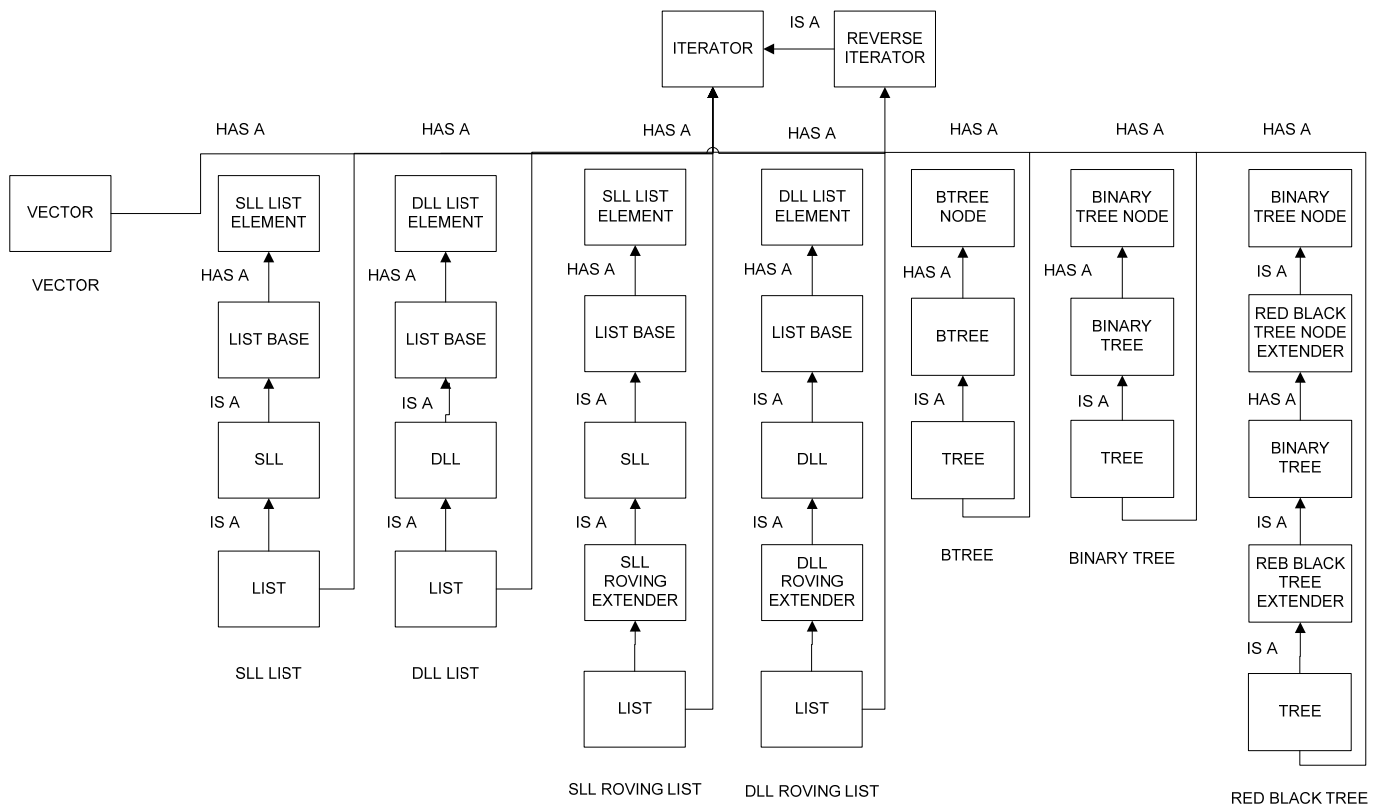 IS A
ITERATOR
REVERSE
ITERATOR
HAS A
HAS A
HAS A
HAS A
HAS A
HAS A
HAS A
VECTOR
VECTOR
SLL LIST
ELEMENT
HAS A
LIST BASE
IS A
SLL
IS A
LIST
SLL LIST
DLL LIST
ELEMENT
HAS A
LIST BASE
IS A
DLL
IS A
LIST
DLL LIST
SLL LIST
ELEMENT
HAS A
LIST BASE
IS A
SLL
IS A
SLL
ROVING
EXTENDER
LIST
SLL ROVING LIST
DLL LIST
ELEMENT
HAS A
LIST BASE
IS A
DLL
IS A
DLL
ROVING
EXTENDER
LIST
DLL ROVING LIST
BTREE
NODE
HAS A
BTREE
IS A
TREE
BTREE
BINARY
TREE NODE
HAS A
BINARY
TREE
IS A
TREE
BINARY TREE
BINARY
TREE NODE
IS A
RED BLACK
TREE NODE
EXTENDER
HAS A
BINARY
TREE
IS A
REB BLACK
TREE
EXTENDER
IS A
TREE
RED BLACK TREE